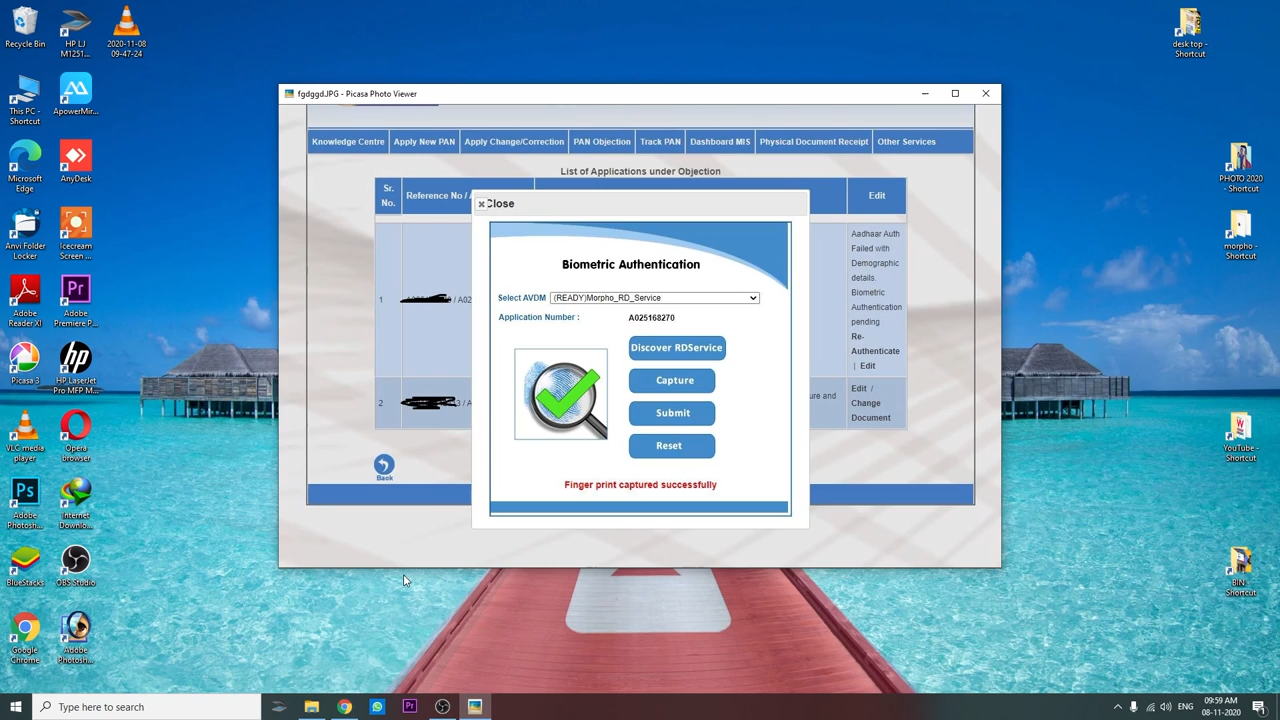 Recycle Bin
HP LJ
M1251...
2020-11-08
09-47-24
desk top -
Shortcut
This PC -
Shortcut
ApowerMir...
Microsoft
Edge
AnyDesk
PHOTO 2020
- Shortcut
Anvi Folder
Locker
Icecream
Screen ...
morpho -
Shortcut
Adobe
Reader XI
Adobe
Premiere P...
Picasa 3
HP LaserJet
Pro MFP M...
VLC media
player
Opera
browser
YouTube -
Shortcut
Adobe
Photosh...
Internet
Downlo...
BlueStacks
OBS Studio
BIN -
Shortcut
Google
Chrome
Adobe
Photosh...
fgdggd.JPG - Picasa Photo Viewer
Knowledge Centre Apply New PAN Apply Change/Correction PAN Objection Track PAN Dashboard MIS Physical Document Receipt Other Services
List of Applications under Objection
Sr.
No.
Reference No / A
Edit
Close
Biometric Authentication
Select AVDM (READY)Morpho_RD_Service
Application Number : A025168270
Discover RDService
Capture
Submit
Reset
Finger print captured successfully
1
/ A02
Aadhaar Auth
Failed with
Demographic
details.
Biometric
Authentication
pending
Re-
Authenticate
| Edit
2
3 / A
ure and
Edit /
Change
Document
Back
Type here to search
ENG
09:59 AM
08-11-2020
1